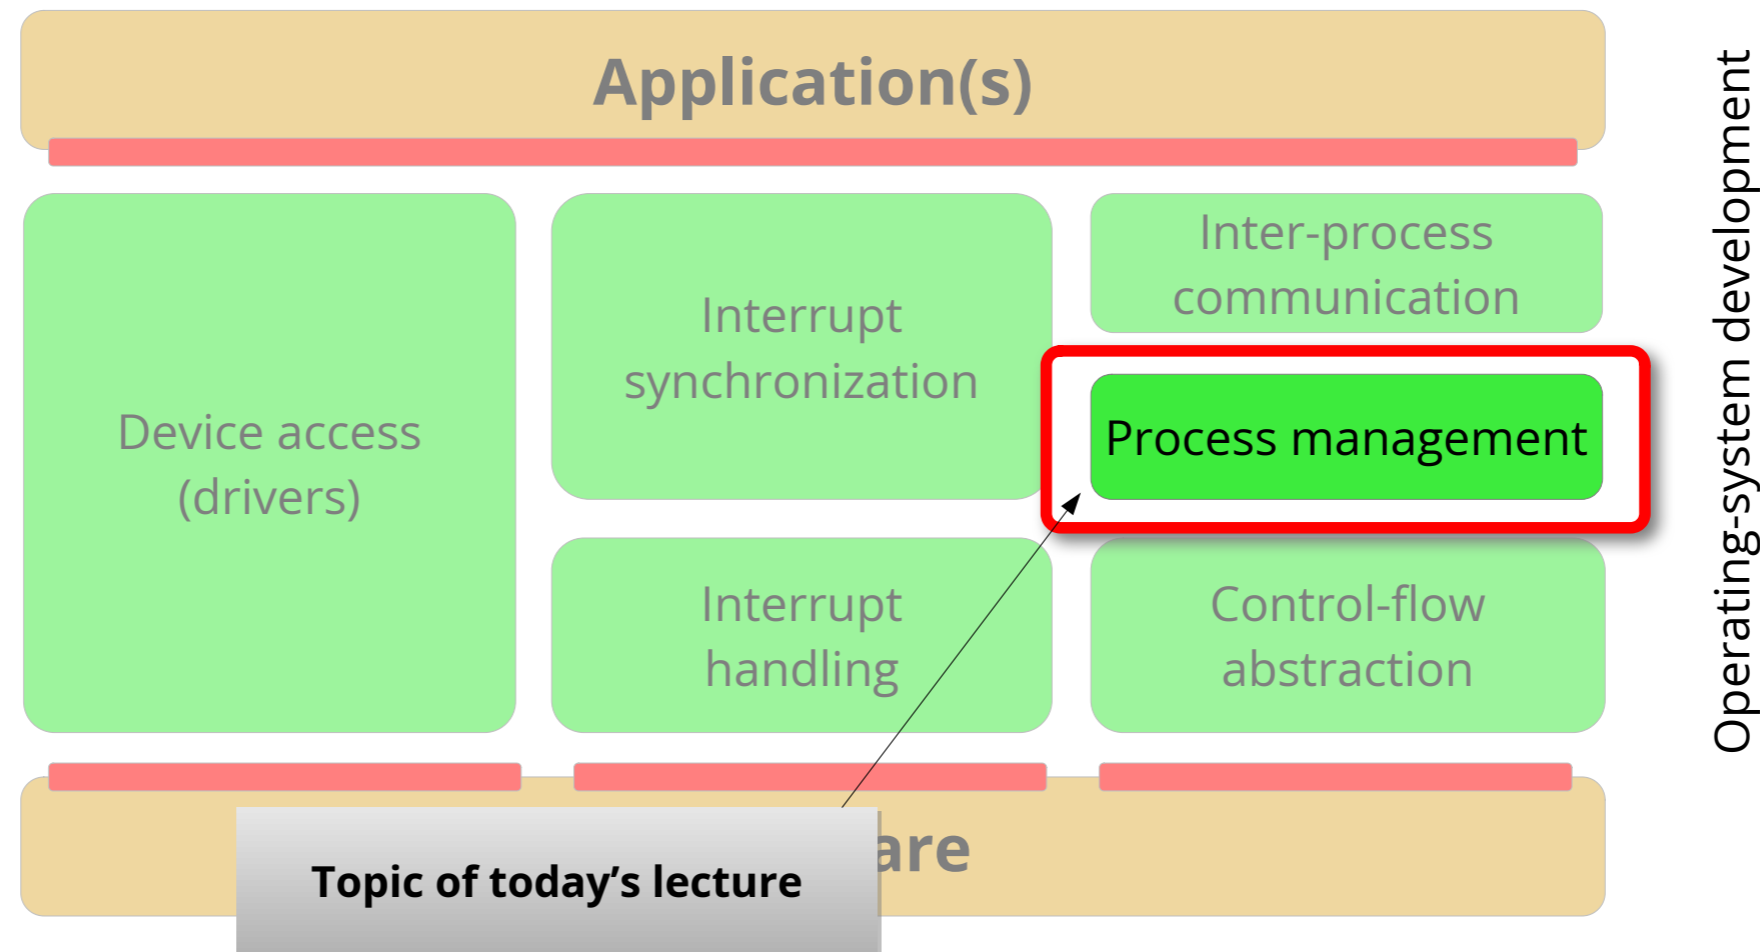 Application(s)
Device access
(drivers)
Interrupt
synchronization
Interrupt
handling
Inter-process
communication
Process management
Control-flow
abstraction
are
Topic of today’s lecture
Operating-system development